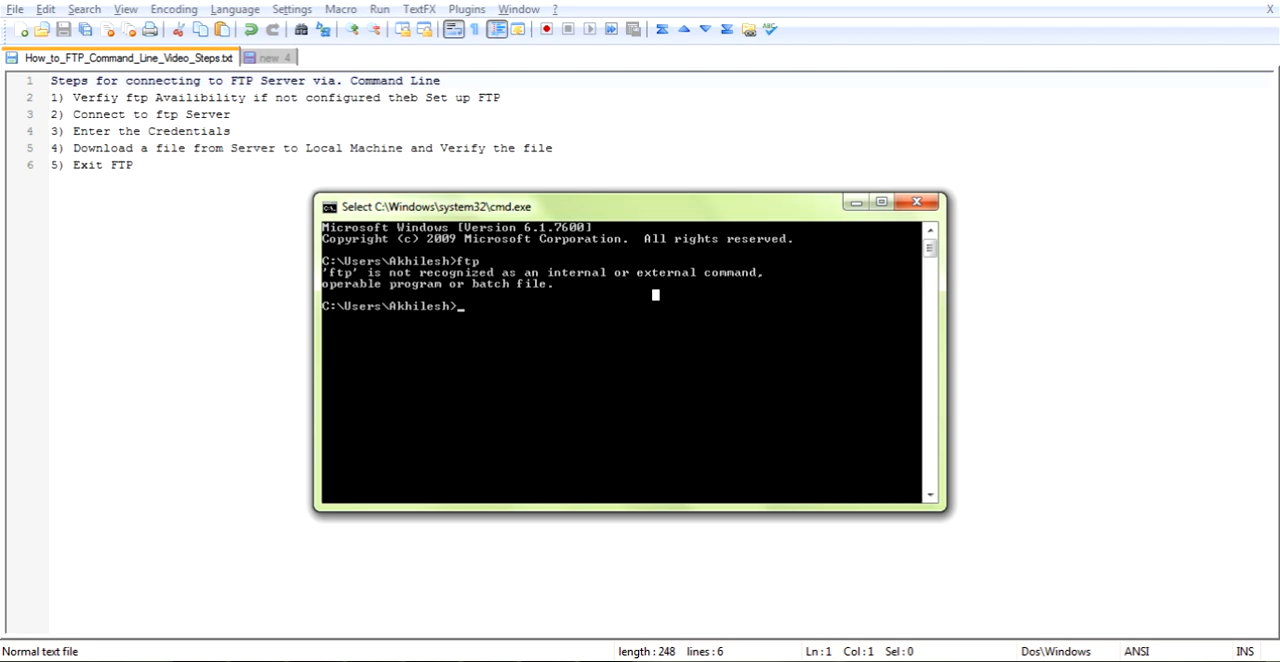 File Edit Search View Encoding Language Settings Macro Run TextFX Plugins Window ? X
How_to_FTP_Command_Line_Video_Steps.txt new 4
1 Steps for connecting to FTP Server via. Command Line
2 1) Verfiy ftp Availibility if not configured theb Set up FTP
3 2) Connect to ftp Server
4 3) Enter the Credentials
5 4) Download a file from Server to Local Machine and Verify the file
6 5) Exit FTP
Select C:\Windows\system32\cmd.exe
Microsoft Windows [Version 6.1.7600]
Copyright (c) 2009 Microsoft Corporation. All rights reserved.
C:\Users\Akhilesh>ftp
'ftp' is not recognized as an internal or external command,
operable program or batch file.
C:\Users\Akhilesh>_
Normal text file length : 248 lines : 6 Ln : 1 Col : 1 Sel : 0 Dos\Windows ANSI INS